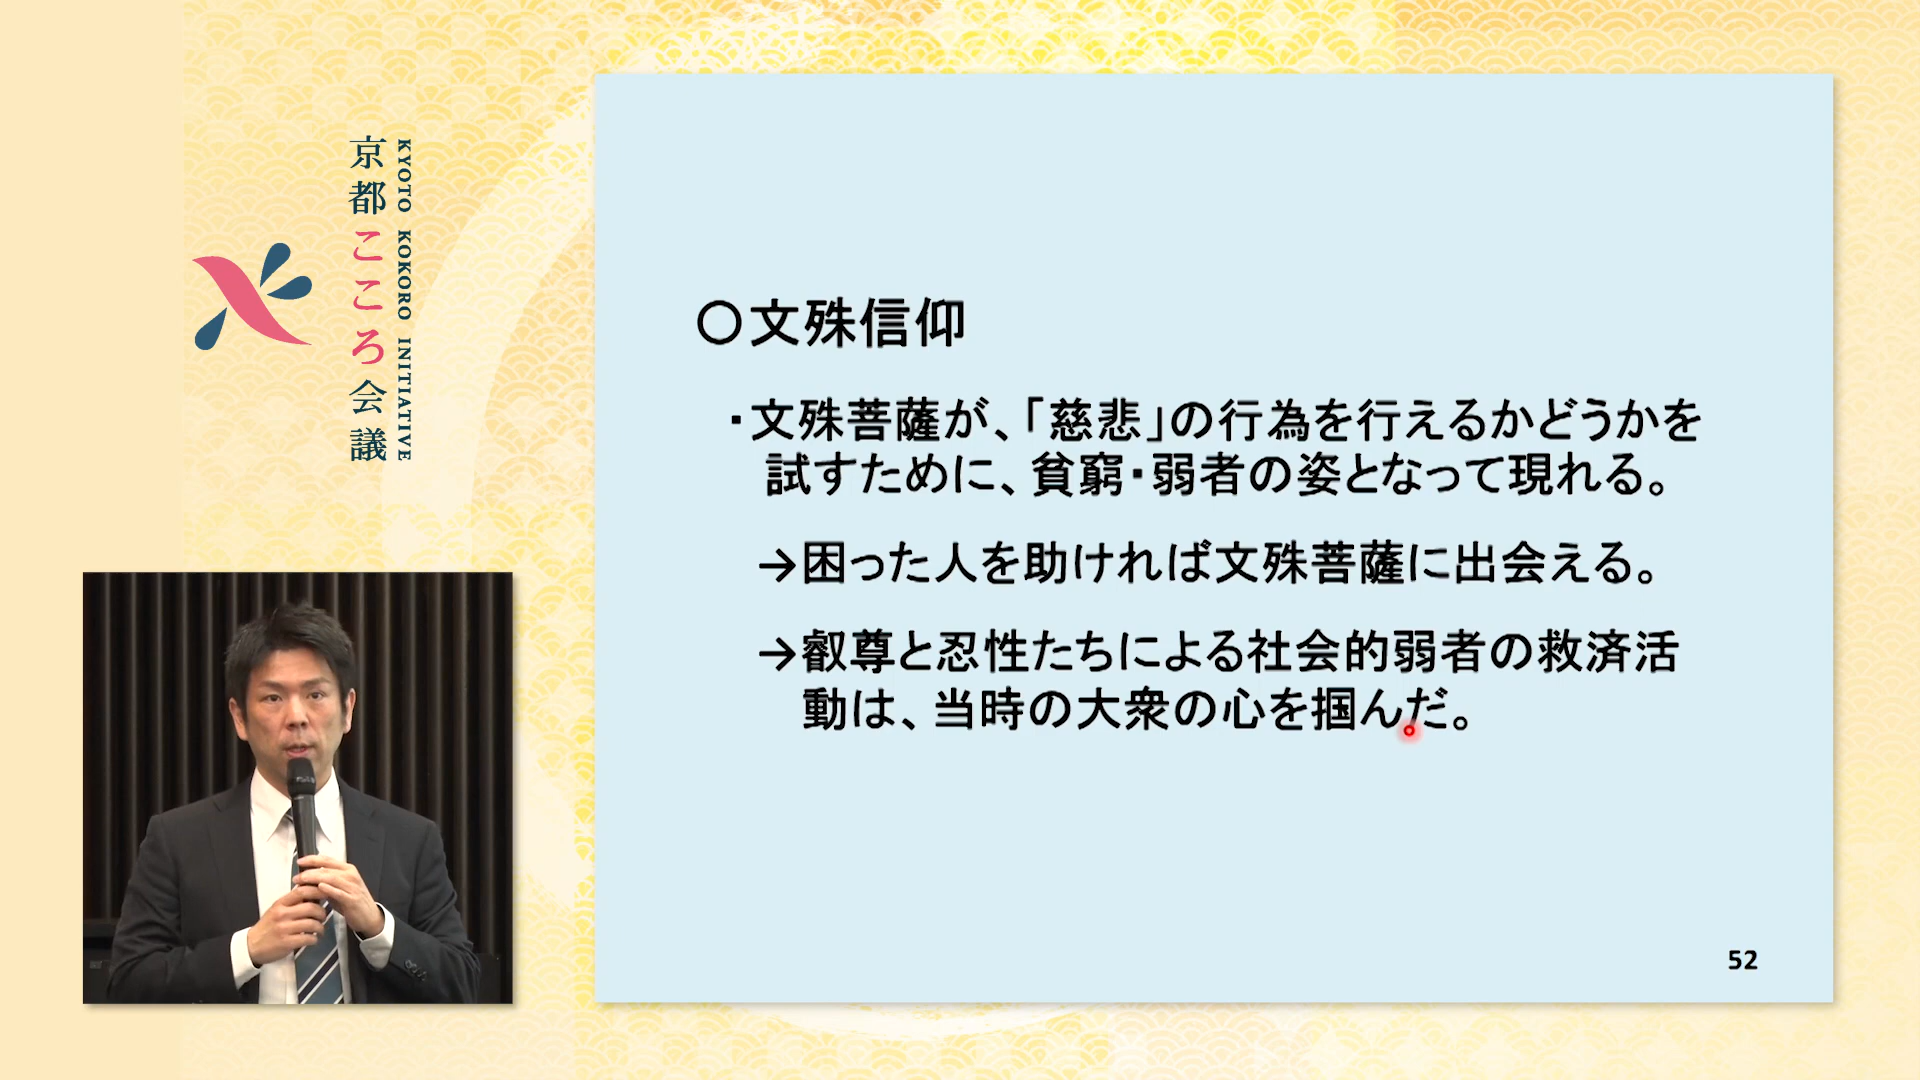 京都こころ会議
KYOTO KOKORO INITIATIVE
〇文殊信仰
・文殊菩薩が、「慈悲」の行為を行えるかどうかを
試すために、貧窮・弱者の姿となって現れる。
→困った人を助ければ文殊菩薩に出会える。
→叡尊と忍性たちによる社会的弱者の救済活
動は、当時の大衆の心を掴んだ。
52